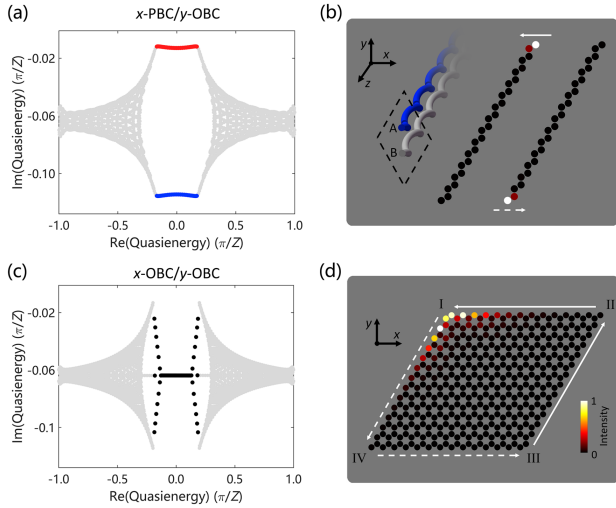 (a)
x-PBC/y-OBC
Im(Quasienergy) (π/Z)
-0.02
-0.06
-0.10
-1.0 -0.5 0.0 0.5 1.0
Re(Quasienergy) (π/Z)
(b)
y
x
z
A
B
(c)
x-OBC/y-OBC
Im(Quasienergy) (π/Z)
-0.02
-0.06
-0.1
-1.0 -0.5 0.0 0.5 1.0
Re(Quasienergy) (π/Z)
(d)
I
II
y
x
1
Intensity
0
IV
III